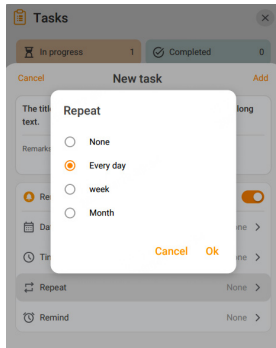 Tasks
In progress 1 Completed 0
Cancel New task Add
The title long
text.
Remarks
Repeat
None
Every day
week
Month
Cancel Ok
Repeat None
Remind None